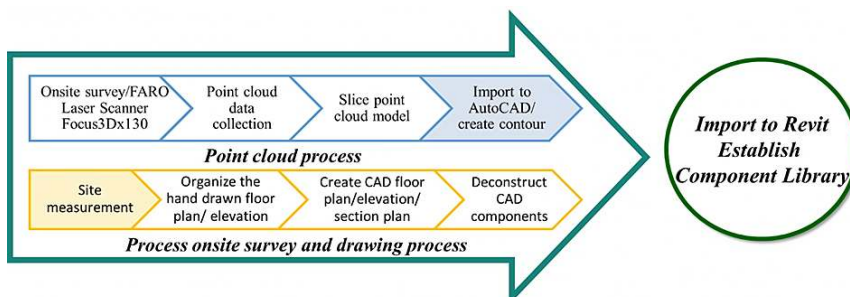 Onsite survey/FARO
Laser Scanner
Focus3Dx130
Point cloud
data
collection
Slice point
cloud model
Import to
AutoCAD/
create contour
Point cloud process
Site
measurement
Organize the
hand drawn floor
plan/ elevation
Create CAD floor
plan/elevation/
section plan
Deconstruct
CAD
components
Process onsite survey and drawing process
Import to Revit
Establish
Component Library